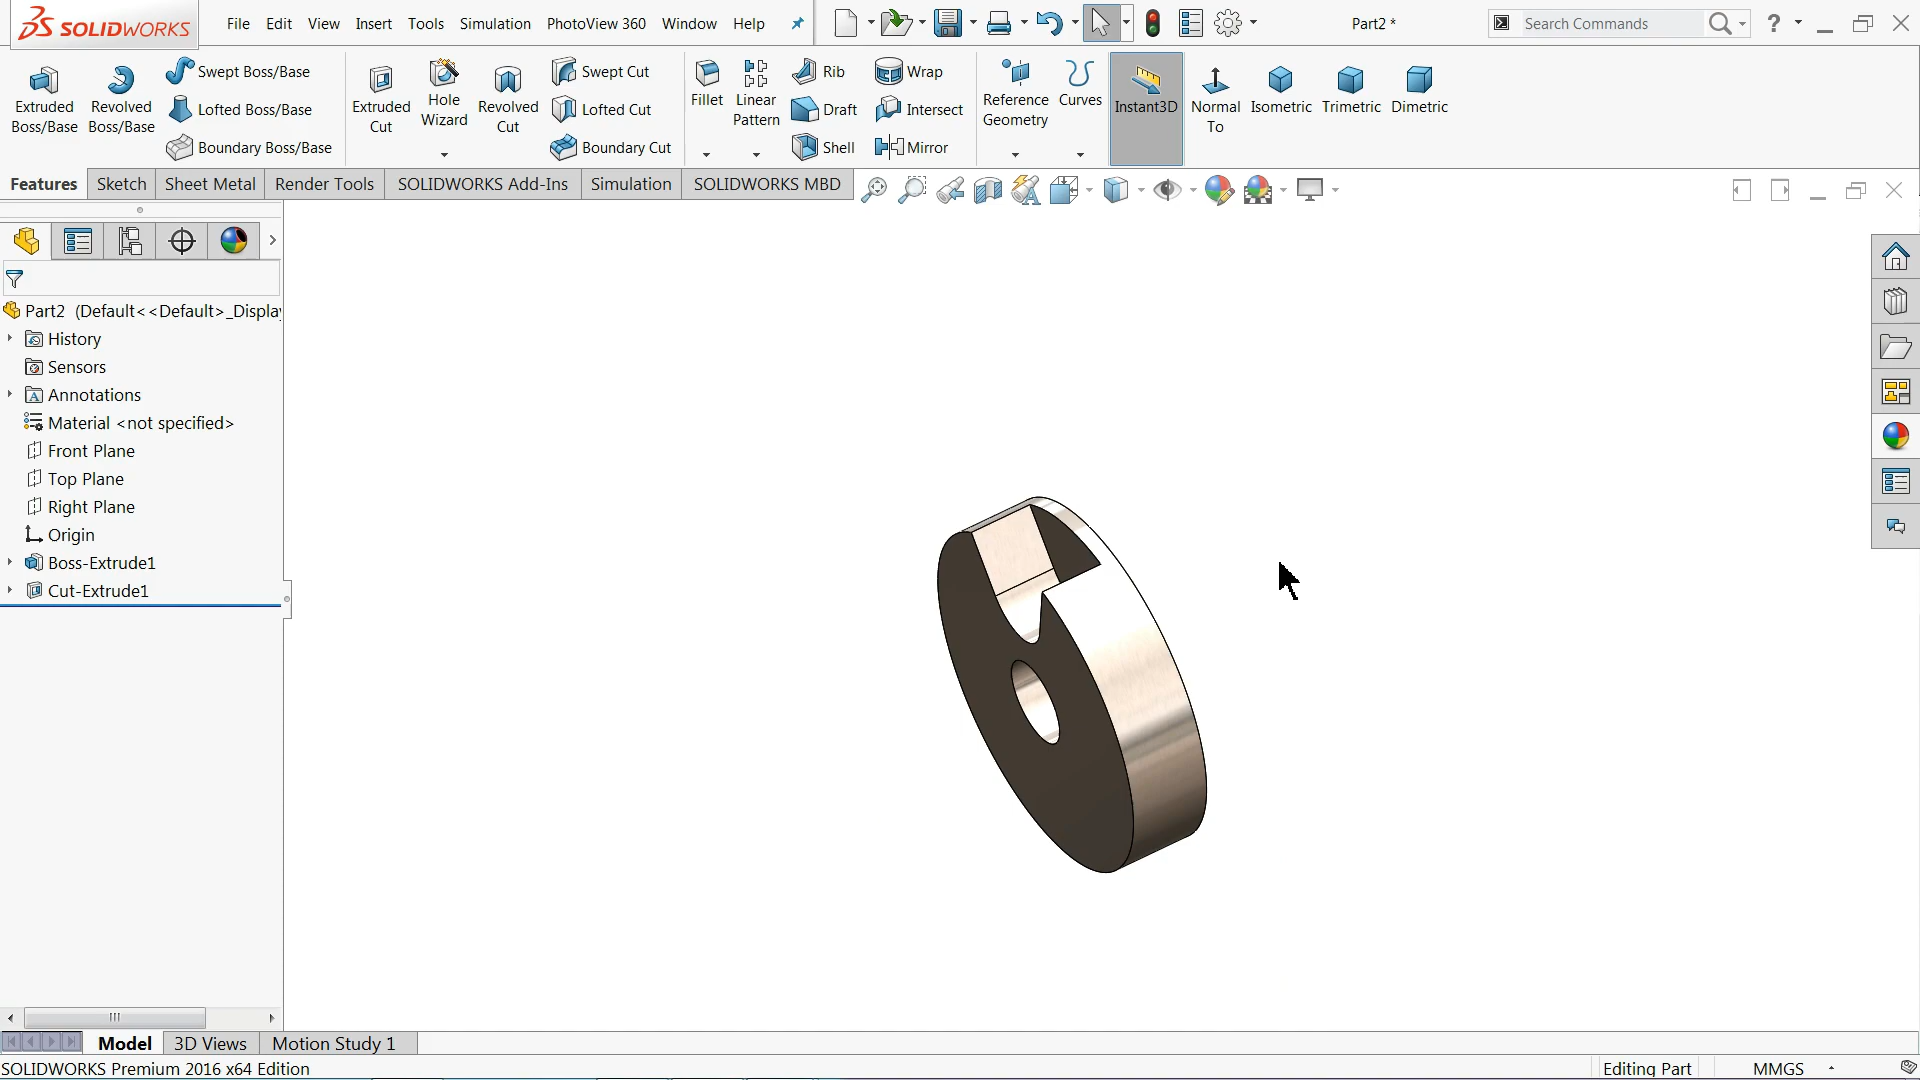 SOLIDWORKS File Edit View Insert Tools Simulation PhotoView 360 Window Help Part2 * Search Commands ?
Extruded Boss/Base
Revolved Boss/Base
Swept Boss/Base
Lofted Boss/Base
Boundary Boss/Base
Extruded Cut
Hole Wizard
Revolved Cut
Swept Cut
Lofted Cut
Boundary Cut
Fillet
Linear Pattern
Rib
Draft
Shell
Wrap
Intersect
Mirror
Reference Geometry
Curves
Instant3D
Normal To
Isometric
Trimetric
Dimetric
Features Sketch Sheet Metal Render Tools SOLIDWORKS Add-Ins Simulation SOLIDWORKS MBD
Part2 (Default<<Default>_Displa
History
Sensors
Annotations
Material <not specified>
Front Plane
Top Plane
Right Plane
Origin
Boss-Extrude1
Cut-Extrude1
Model 3D Views Motion Study 1
SOLIDWORKS Premium 2016 x64 Edition Editing Part MMGS